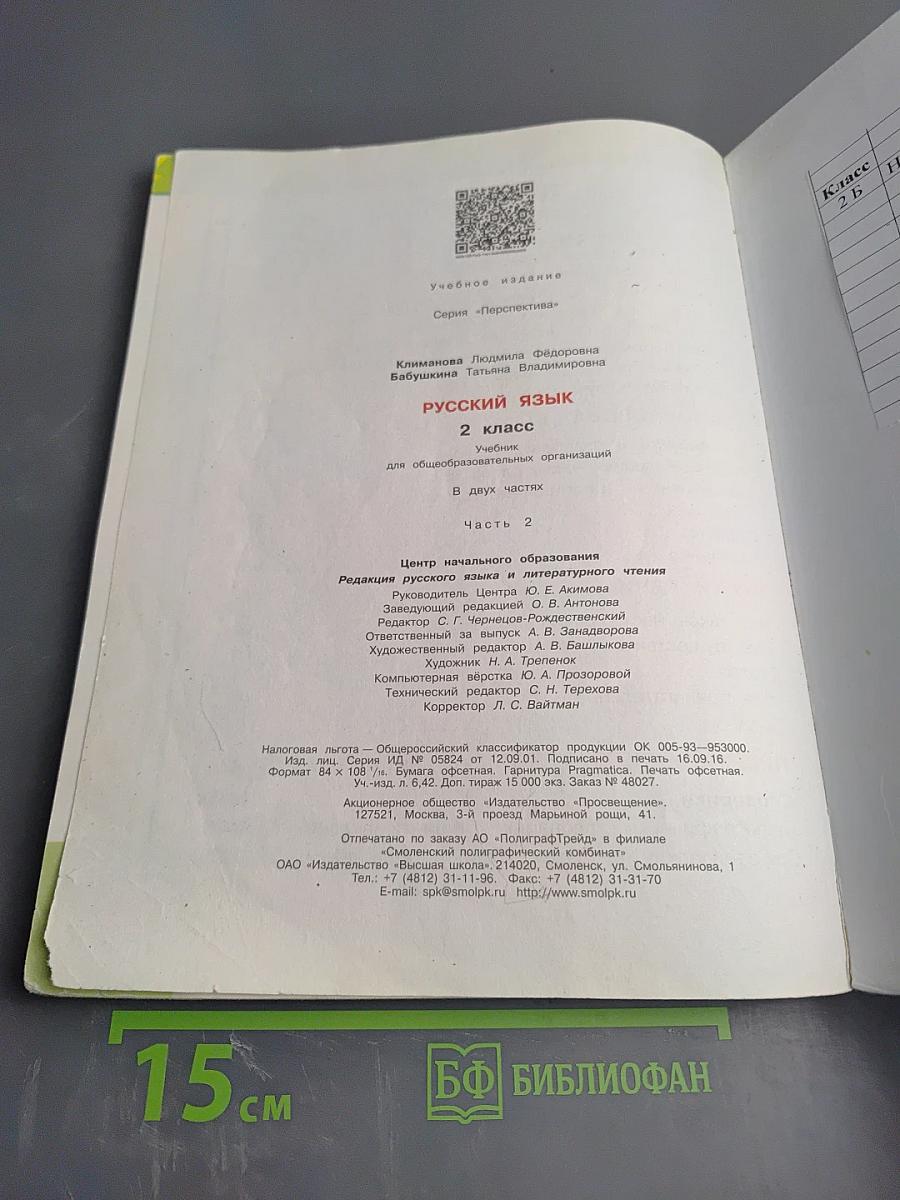 Учебное издание
Серия «Перспектива»
Климанова Людмила Фёдоровна
Бабушкина Татьяна Владимировна
РУССКИЙ ЯЗЫК
2 класс
Учебник
для общеобразовательных организаций
В двух частях
Часть 2
Центр начального образования
Редакция русского языка и литературного чтения
Руководитель Центра Ю. Е. Акимова
Заведующий редакцией О. В. Антонова
Редактор С. Г. Чернецов-Рождественский
Ответственный за выпуск А. В. Занадворова
Художественный редактор А. В. Башлыкова
Художник Н. А. Трепенок
Компьютерная вёрстка Ю. А. Прозоровой
Технический редактор С. Н. Терехова
Корректор Л. С. Вайтман
Налоговая льгота — Общероссийский классификатор продукции ОК 005-93—953000.
Изд. лиц. Серия ИД № 05824 от 12.09.01. Подписано в печать 16.09.16.
Формат 84 × 108 1/16. Бумага офсетная. Гарнитура Pragmatica. Печать офсетная.
Уч.-изд. л. 6,42. Доп. тираж 15 000 экз. Заказ № 48027.
Акционерное общество «Издательство «Просвещение».
127521, Москва, 3-й проезд Марьиной рощи, 41.
Отпечатано по заказу АО «ПолиграфТрейд» в филиале
«Смоленский полиграфический комбинат»
ОАО «Издательство «Высшая школа». 214020, Смоленск, ул. Смольянинова, 1
Тел.: +7 (4812) 31-11-96. Факс: +7 (4812) 31-31-70
E-mail: spk@smolpk.ru http://www.smolpk.ru
Класс
2 Б
15 см
БФ БИБЛИОФАН